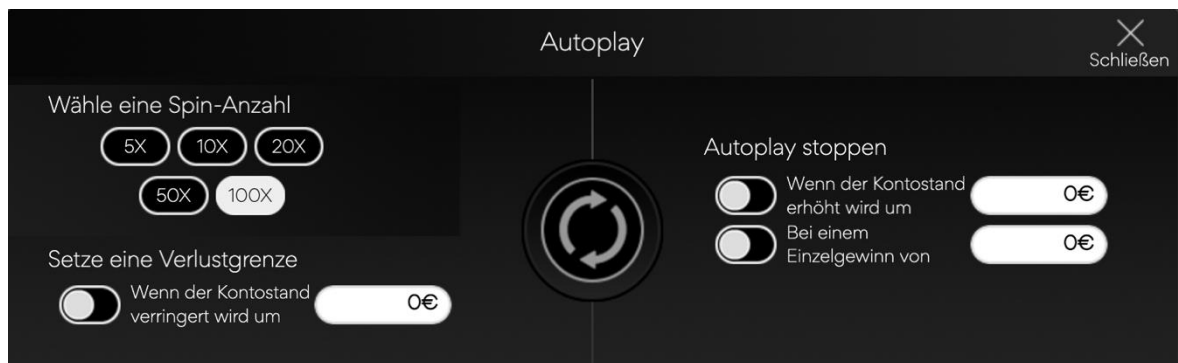 Autoplay
Schließen
Wähle eine Spin-Anzahl
5X 10X 20X
50X 100X
Setze eine Verlustgrenze
Wenn der Kontostand
verringert wird um
0€
Autoplay stoppen
Wenn der Kontostand
erhöht wird um
0€
Bei einem
Einzelgewinn von
0€